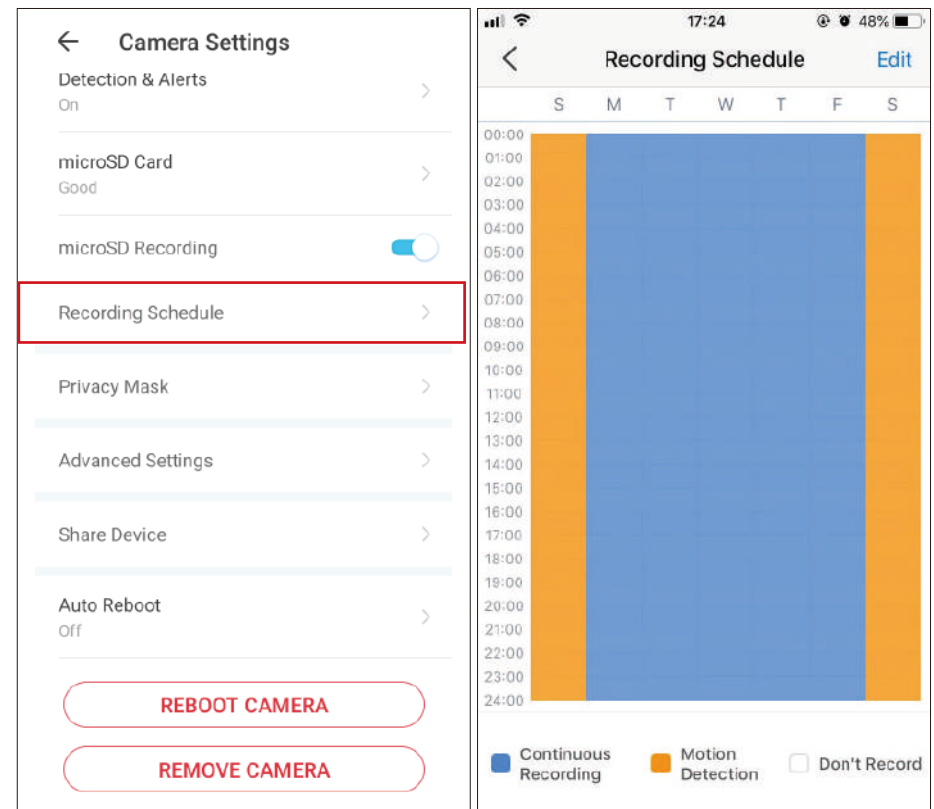 Camera Settings
Detection & Alerts
On
microSD Card
Good
microSD Recording
Recording Schedule
Privacy Mask
Advanced Settings
Share Device
Auto Reboot
Off
REBOOT CAMERA
REMOVE CAMERA
17:24
48%
Recording Schedule
Edit
S M T W T F S
00:00
01:00
02:00
03:00
04:00
05:00
06:00
07:00
08:00
09:00
10:00
11:00
12:00
13:00
14:00
15:00
16:00
17:00
18:00
19:00
20:00
21:00
22:00
23:00
24:00
Continuous
Recording
Motion
Detection
Don't Record